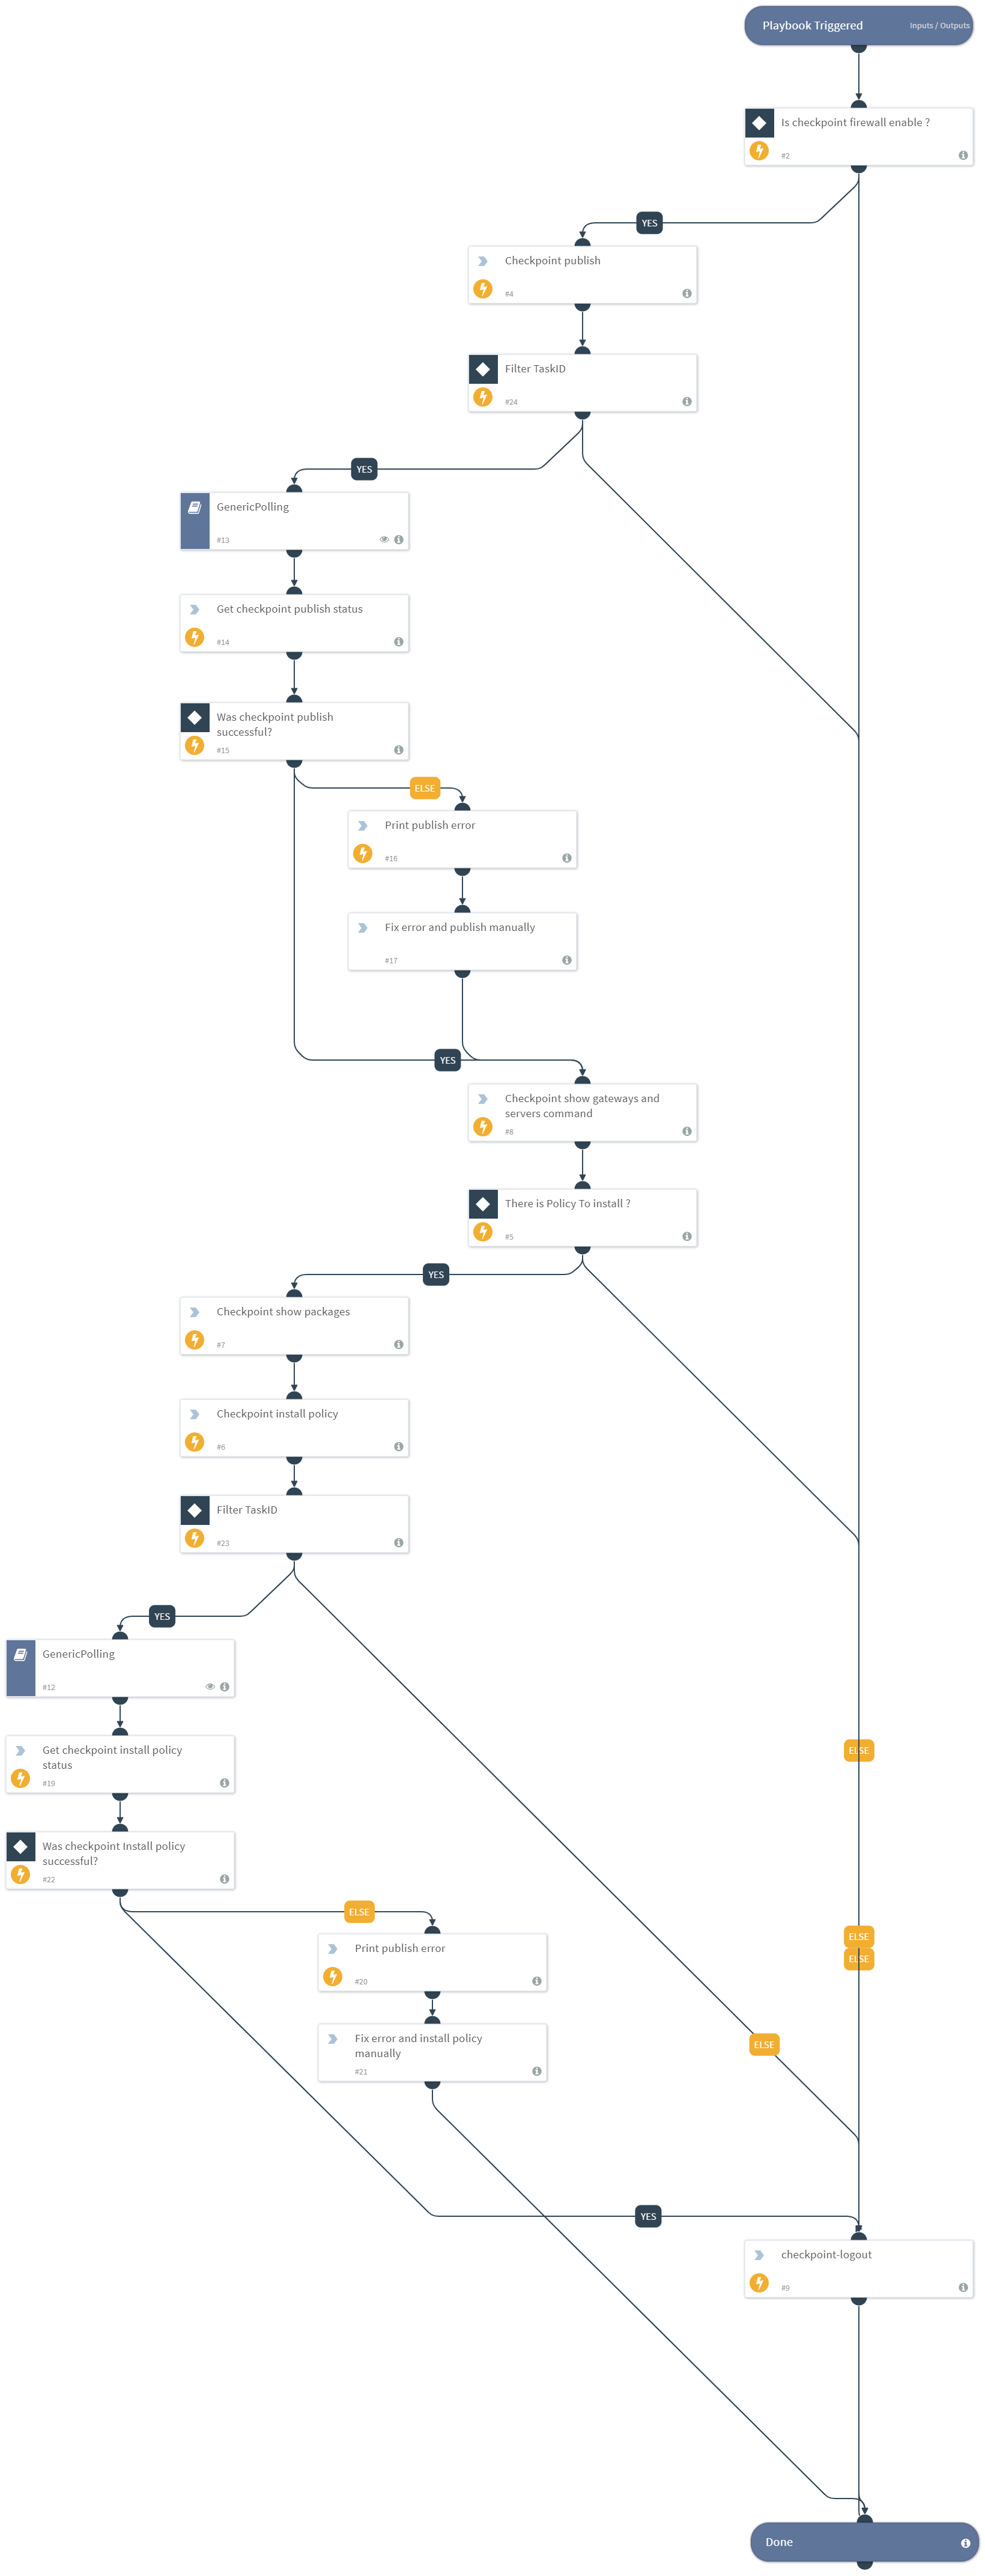 Playbook Triggered
Inputs / Outputs
Is checkpoint firewall enable ?
#2
YES
Checkpoint publish
#4
Filter TaskID
#24
YES
GenericPolling
#13
Get checkpoint publish status
#14
Was checkpoint publish
successful?
#15
ELSE
Print publish error
#16
Fix error and publish manually
#17
YES
Checkpoint show gateways and
servers command
#8
There is Policy To install ?
#5
YES
Checkpoint show packages
#7
Checkpoint install policy
#6
Filter TaskID
#23
YES
GenericPolling
#12
Get checkpoint install policy
status
#19
ELSE
Was checkpoint Install policy
successful?
#22
ELSE
ELSE
ELSE
Print publish error
#20
Fix error and install policy
manually
#21
ELSE
YES
checkpoint-logout
#9
Done